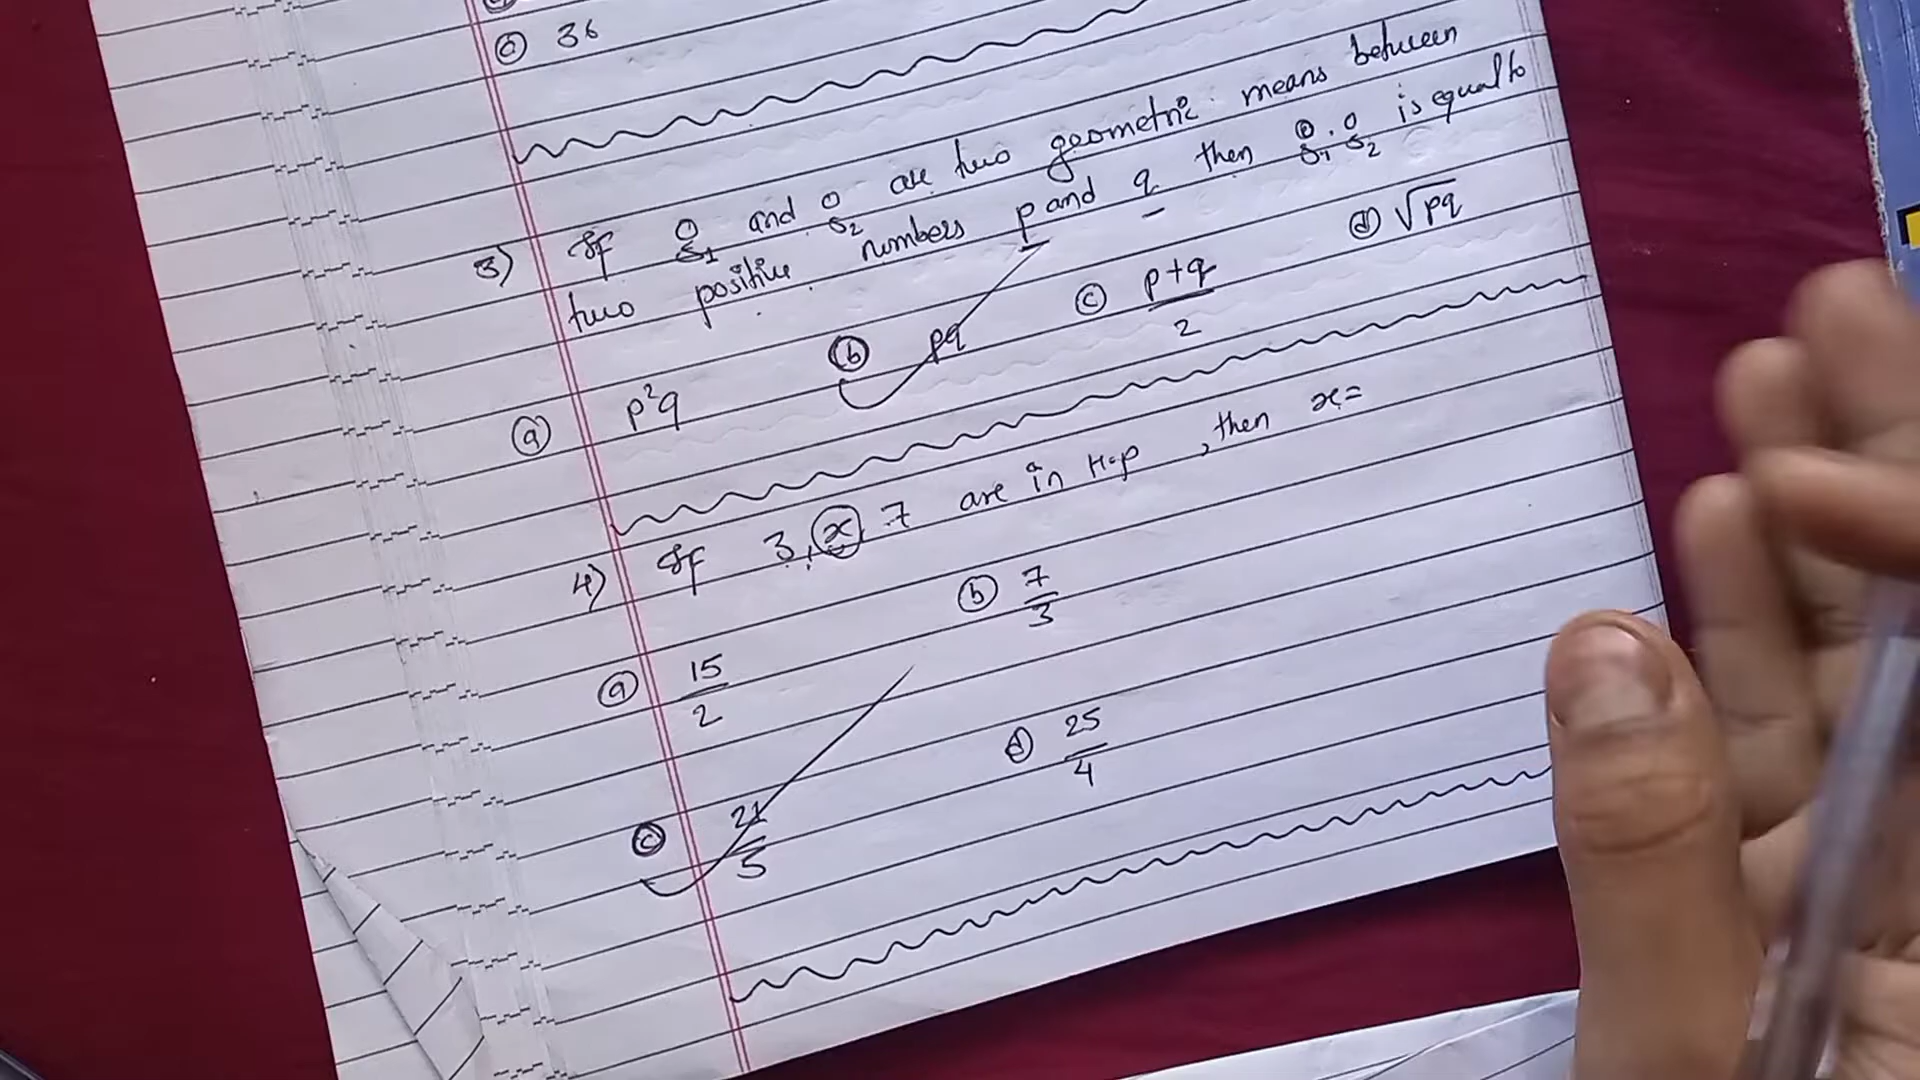 ⓒ 36
3) If g₁ and g₂ are two geometric means between
two positive numbers p and q then g₁.g₂ is equal to
ⓐ p²q ⓑ pq ⓒ p+q/2 ⓓ √pq
4) If 3, x, 7 are in H.p, then x=
ⓐ 15/2 ⓑ 7/3
ⓒ 21/5 ⓓ 25/4